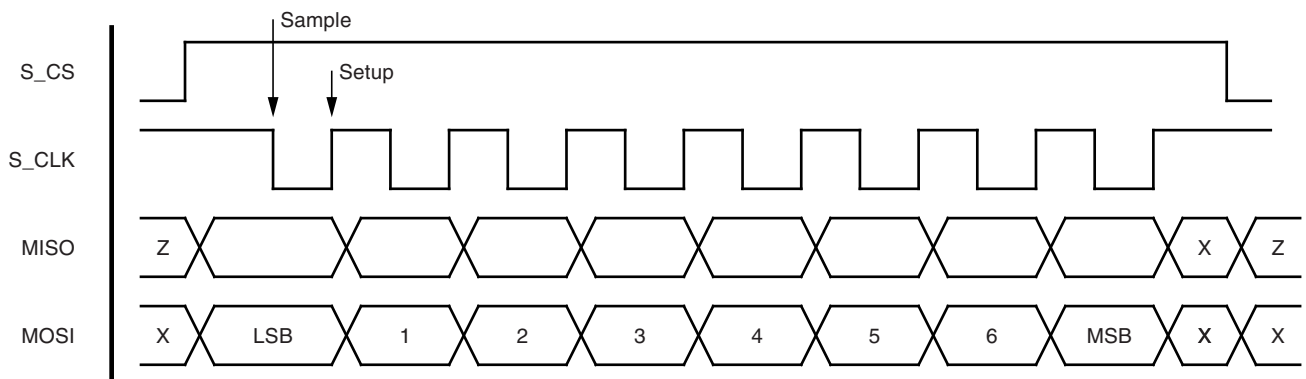 Sample
S_CS
Setup
S_CLK
MISO Z X Z
MOSI X LSB 1 2 3 4 5 6 MSB X X